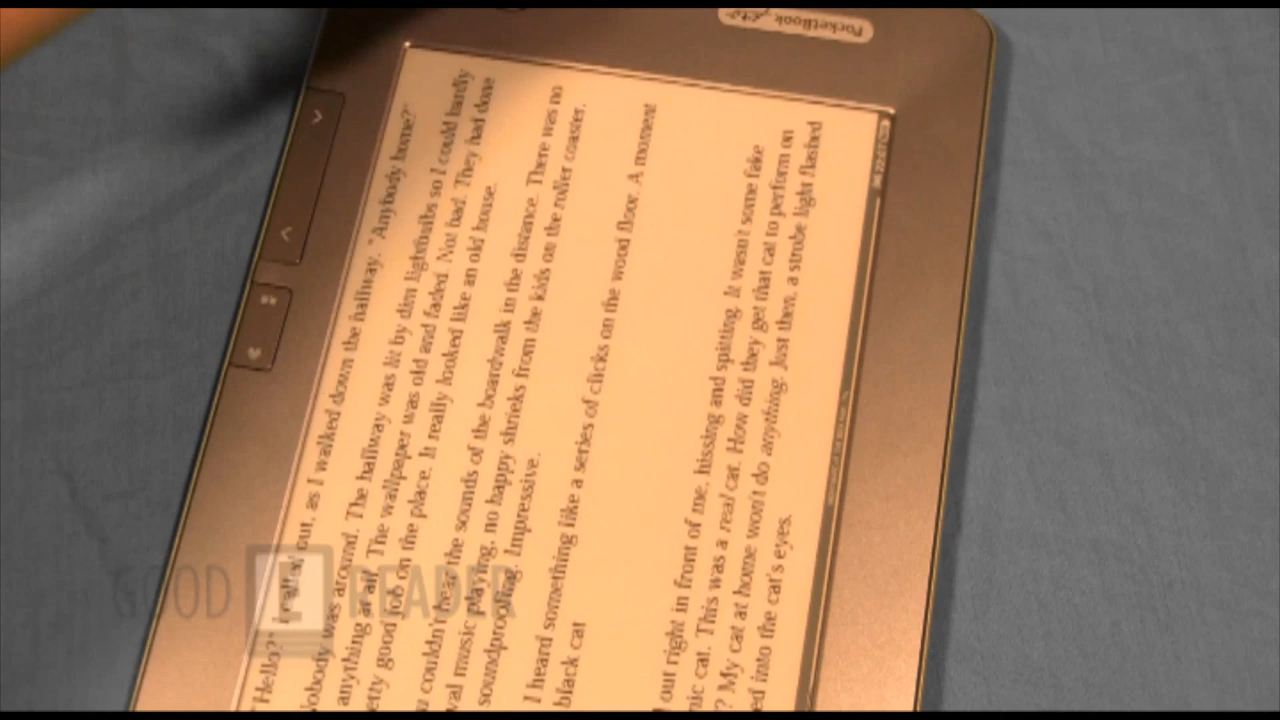 PocketBook
"Hello?" I called out, as I walked down the hallway. "Anybody home?"
Nobody was around. The hallway was lit by dim lightbulbs so I could hardly
anything at all. The wallpaper was old and faded. Not bad. They had done
etty good job on the place. It really looked like an old house.
u couldn't hear the sounds of the boardwalk in the distance. There was no
val music playing, no happy shrieks from the kids on the roller coaster.
soundproofing. Impressive.
I heard something like a series of clicks on the wood floor. A moment
black cat
out right in front of me, hissing and spitting. It wasn't some fake
nic cat. This was a real cat. How did they get that cat to perform on
? My cat at home won't do anything. Just then, a strobe light flashed
ed into the cat's eyes.
GOOD E READER